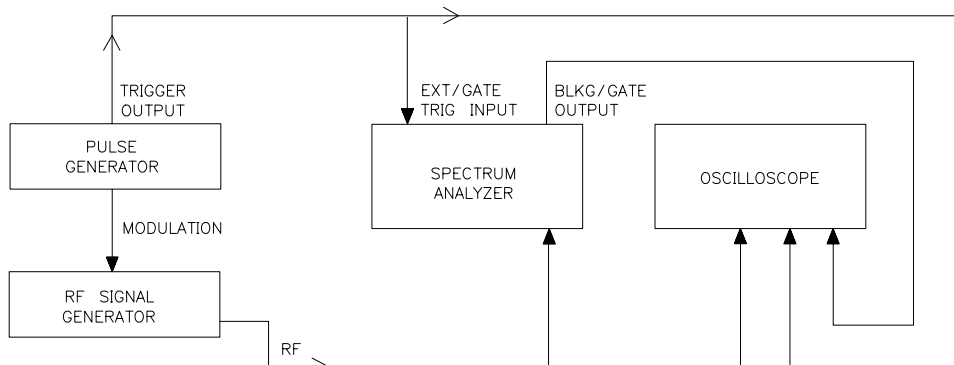 TRIGGER
OUTPUT
EXT/GATE
TRIG INPUT
BLKG/GATE
OUTPUT
PULSE
GENERATOR
SPECTRUM
ANALYZER
OSCILLOSCOPE
MODULATION
RF SIGNAL
GENERATOR
RF